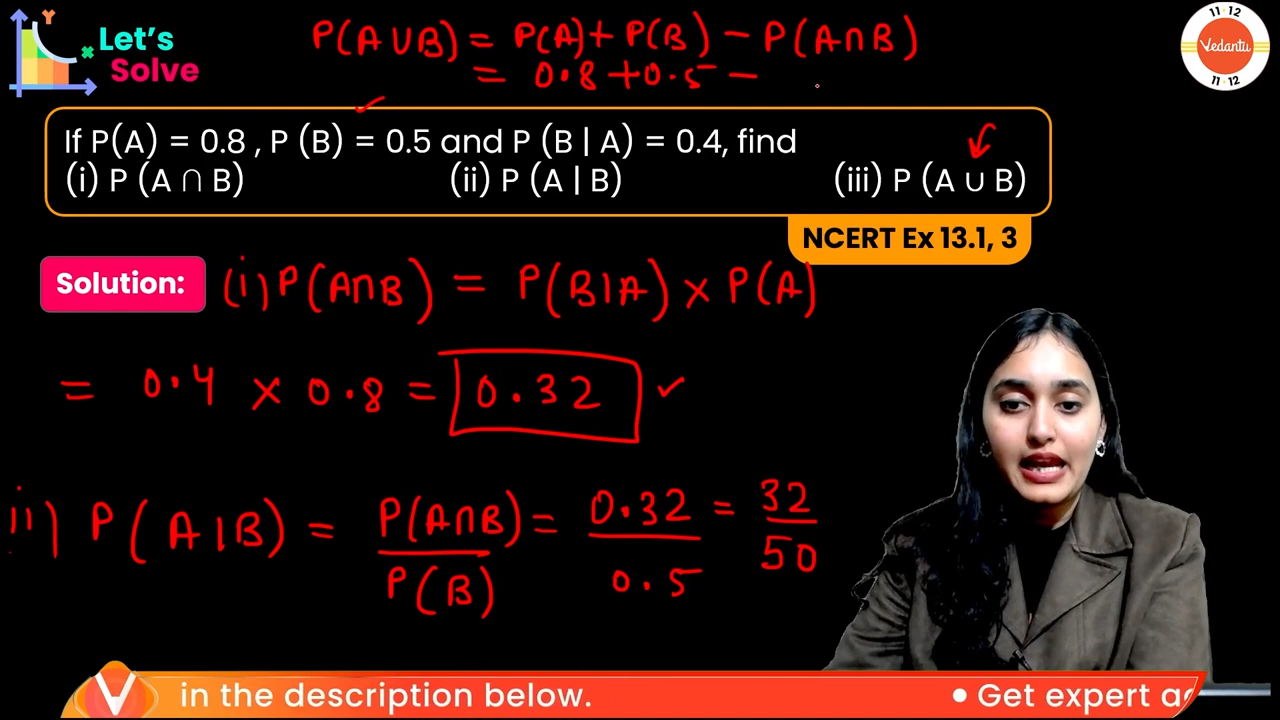 Y
Let's
X
Solve
P(A∪B) = P(A)+ P(B) - P(A∩B)
= 0.8 +0.5 -
11 · 12
Vedantu
11 · 12
If P(A) = 0.8 , P (B) = 0.5 and P (B | A) = 0.4, find
(i) P (A ∩ B) (ii) P (A | B) (iii) P (A ∪ B)
NCERT Ex 13.1, 3
Solution: (i) P(A∩B) = P(B|A) × P(A)
= 0.4 × 0.8 = 0.32
ii) P(A|B) = P(A∩B)/P(B) = 0.32/0.5 = 32/50
V in the description below. • Get expert a